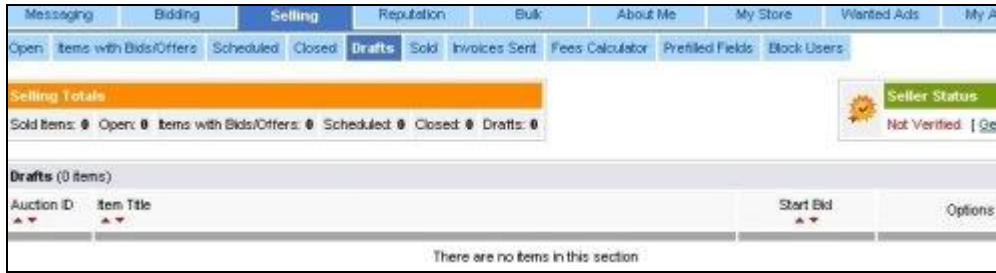 Messaging Bidding Selling Reputation Bulk About Me My Store Wanted Ads My A
Open Items with Bids/Offers Scheduled Closed Drafts Sold Invoices Sent Fees Calculator Prefilled Fields Block Users
Selling Totals
Seller Status
Sold Items: 0 Open: 0 Items with Bids/Offers: 0 Scheduled: 0 Closed: 0 Drafts: 0
Not Verified. [ Ge
Drafts (0 items)
Auction ID Item Title Start Bid Options
There are no items in this section